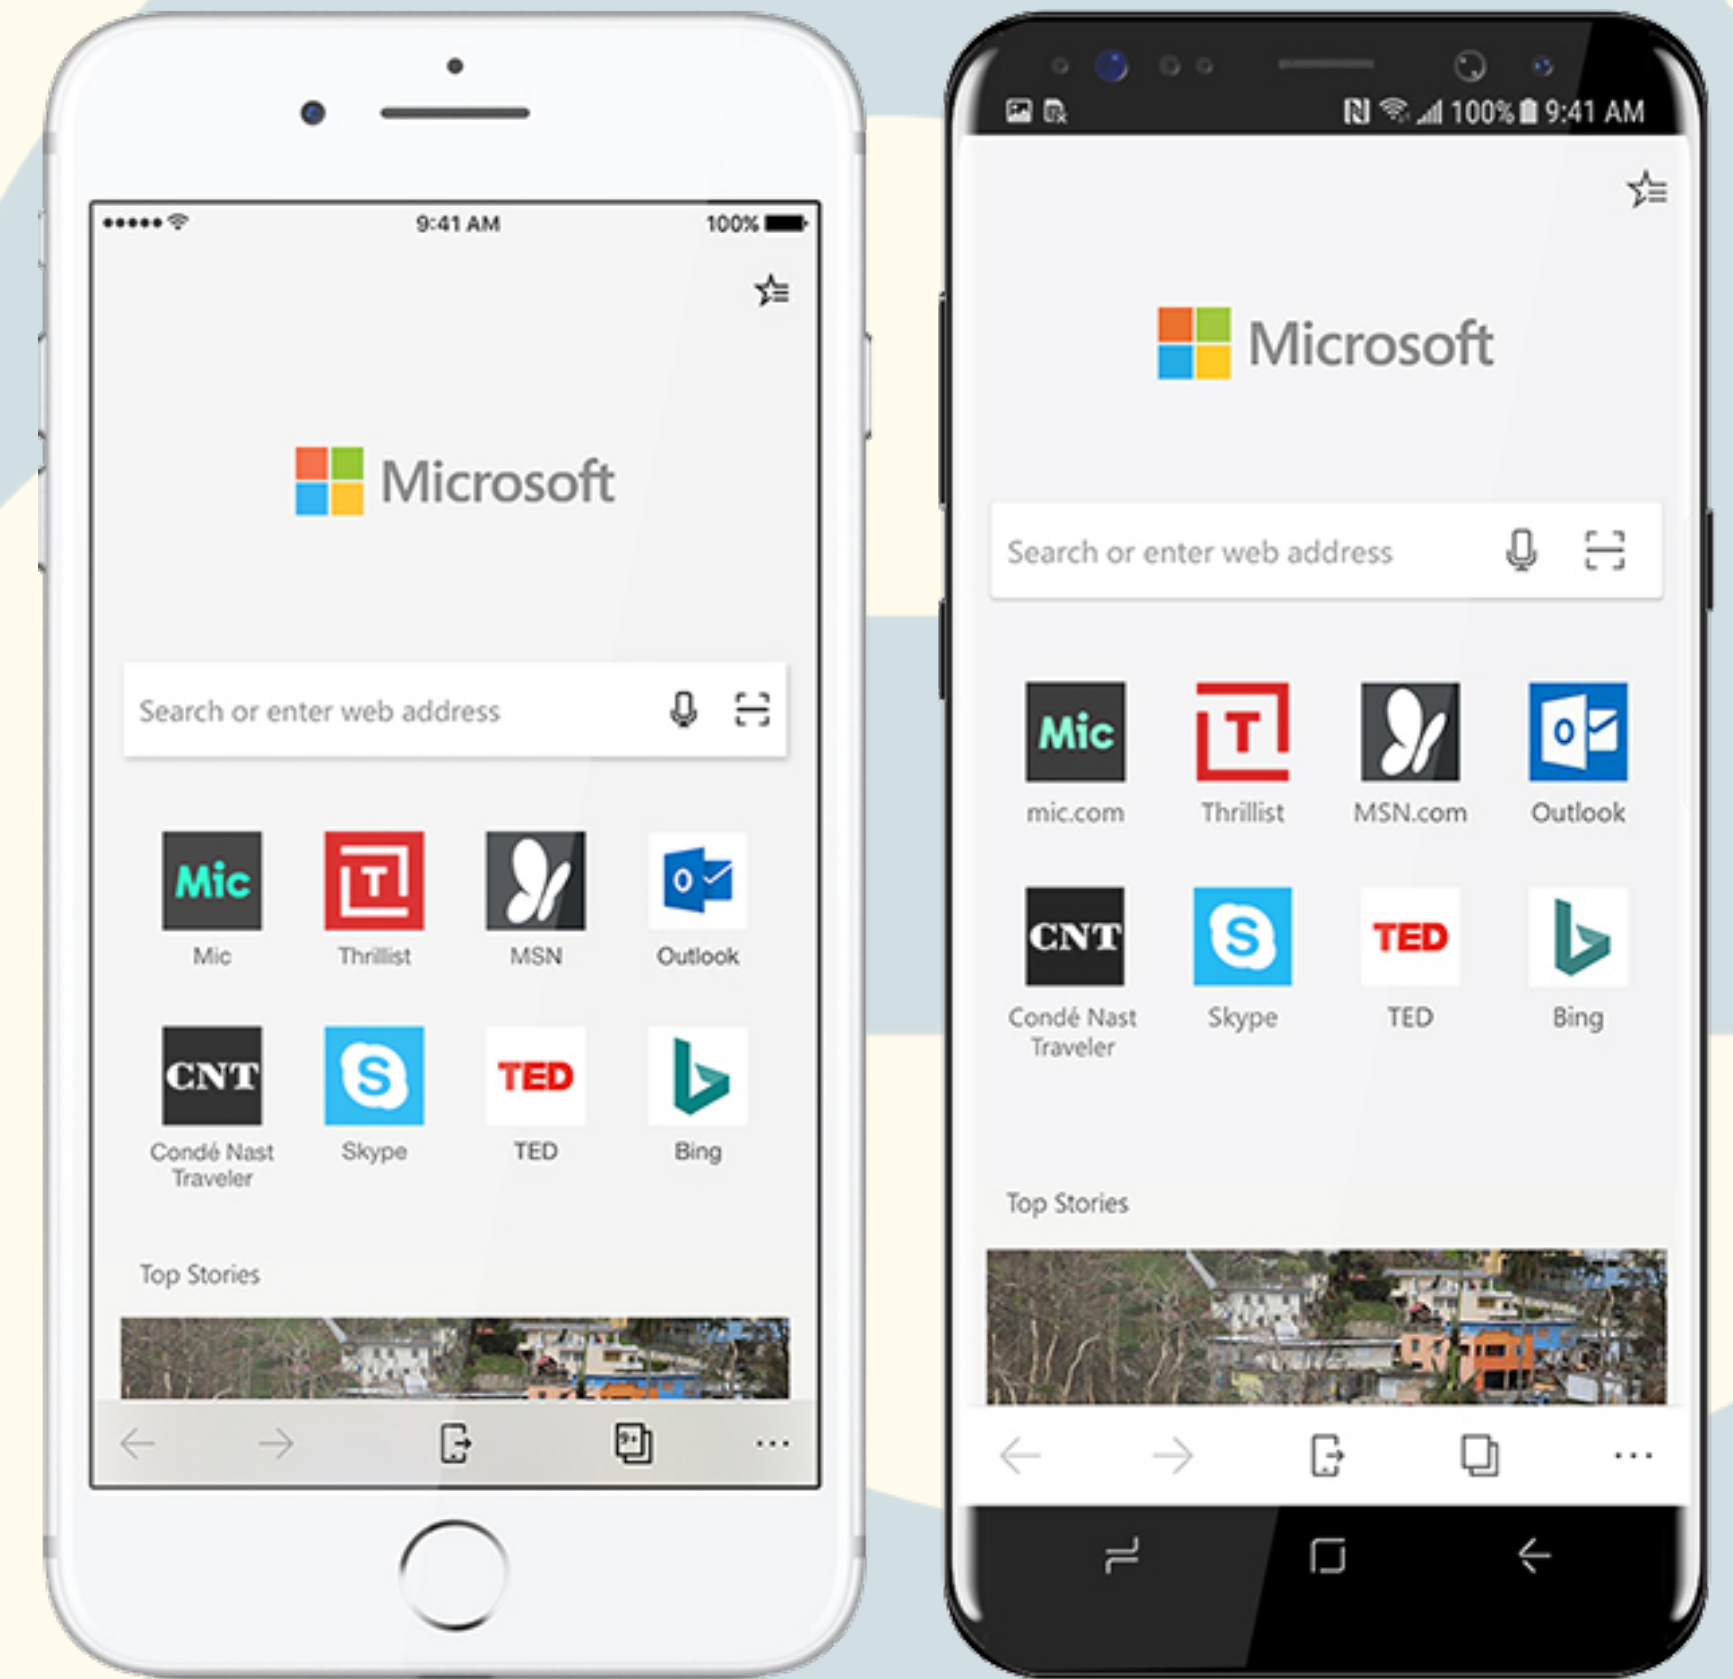 9:41 AM
100%
Microsoft
Search or enter web address
Mic
T
O
Mic
Thrillist
MSN
Outlook
CNT
S
TED
b
Condé Nast
Traveler
Skype
TED
Bing
Top Stories
9+
100% 9:41 AM
Microsoft
Search or enter web address
Mic
T
O
mic.com
Thrillist
MSN.com
Outlook
CNT
S
TED
b
Condé Nast
Traveler
Skype
TED
Bing
Top Stories